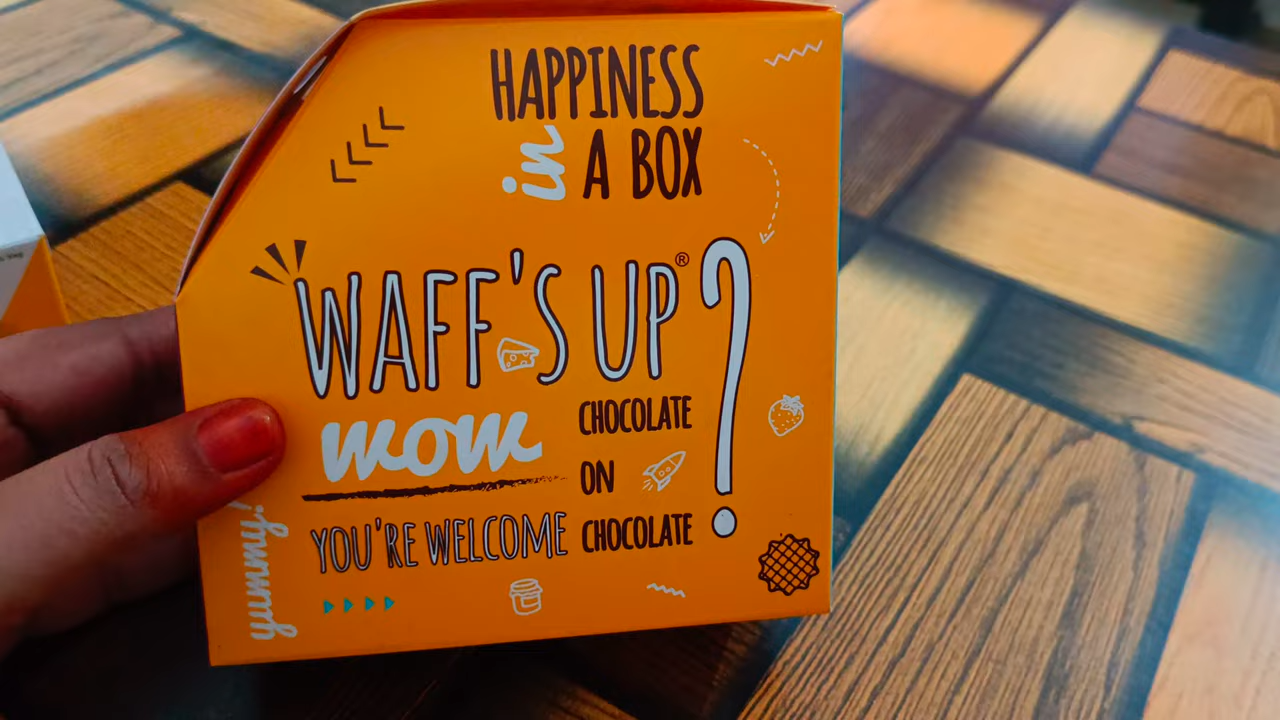 HAPPINESS
in A BOX
WAFF'S UP® ?
wow
CHOCOLATE
ON
CHOCOLATE
YOU'RE WELCOME
yummy!